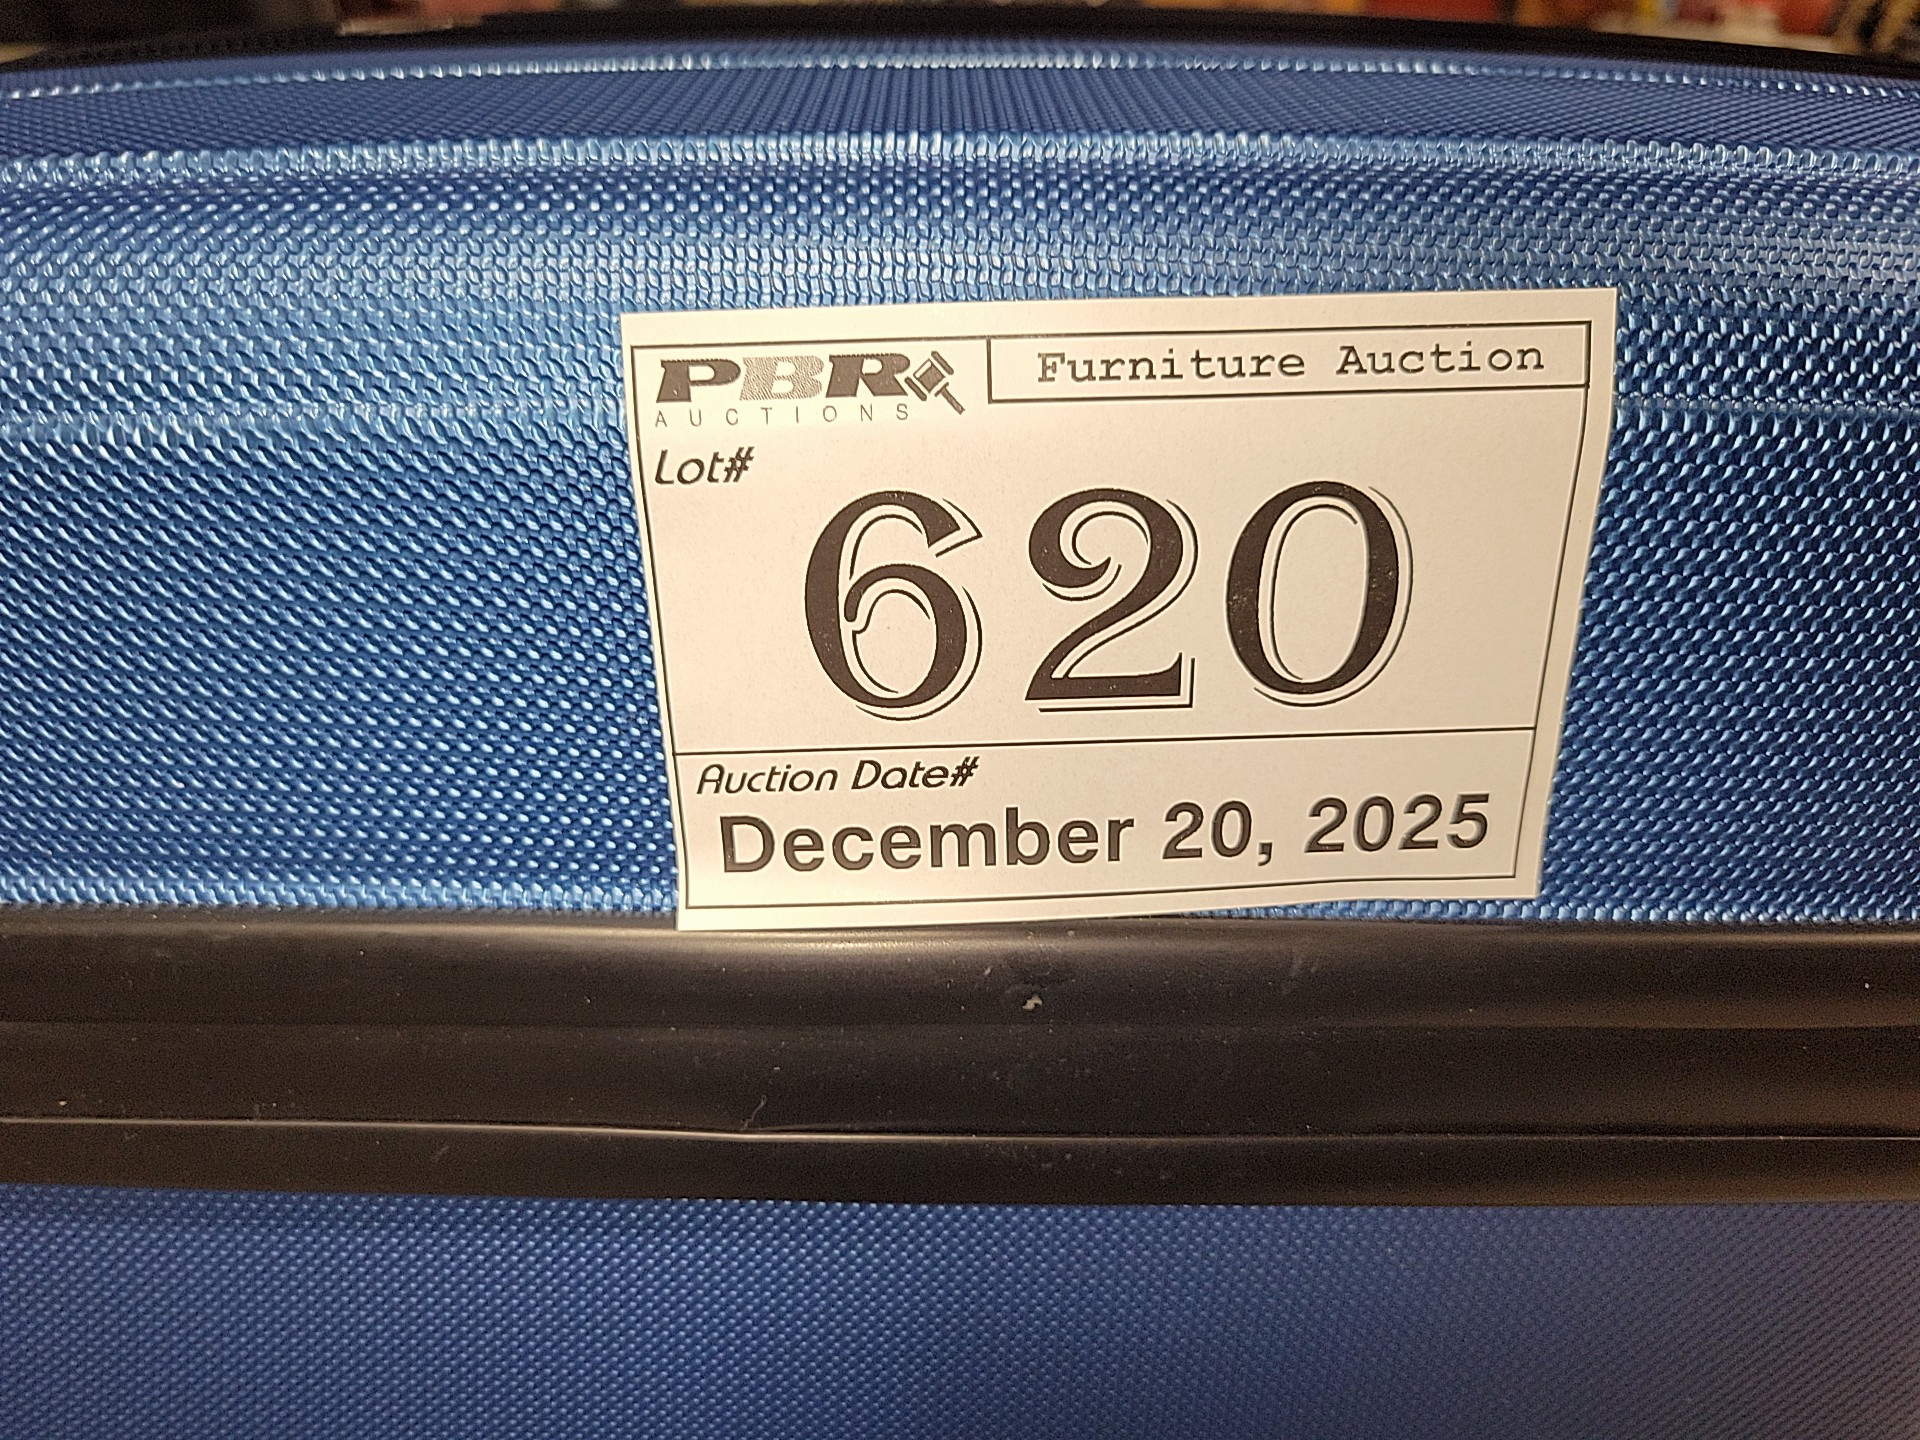 PBR
AUCTIONS
Furniture Auction
Lot#
620
Auction Date#
December 20, 2025